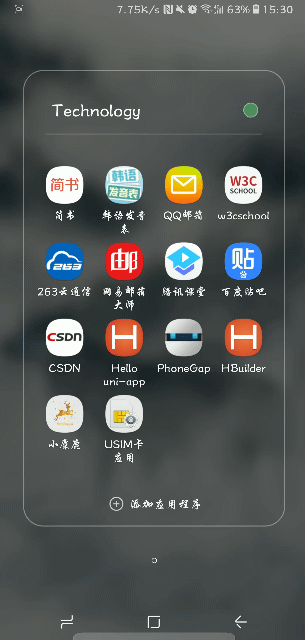 7.75K/s 63% 15:30
Technology
简书
韩语
发音表
W3C
SCHOOL
简书
韩语发音表
QQ邮箱
w3cschool
263
邮
贴
263云通信
网易邮箱大师
腾讯课堂
百度贴吧
CSDN
CSDN
Hello uni-app
PhoneGap
HBuilder
小麋鹿
USIM卡应用
添加应用程序